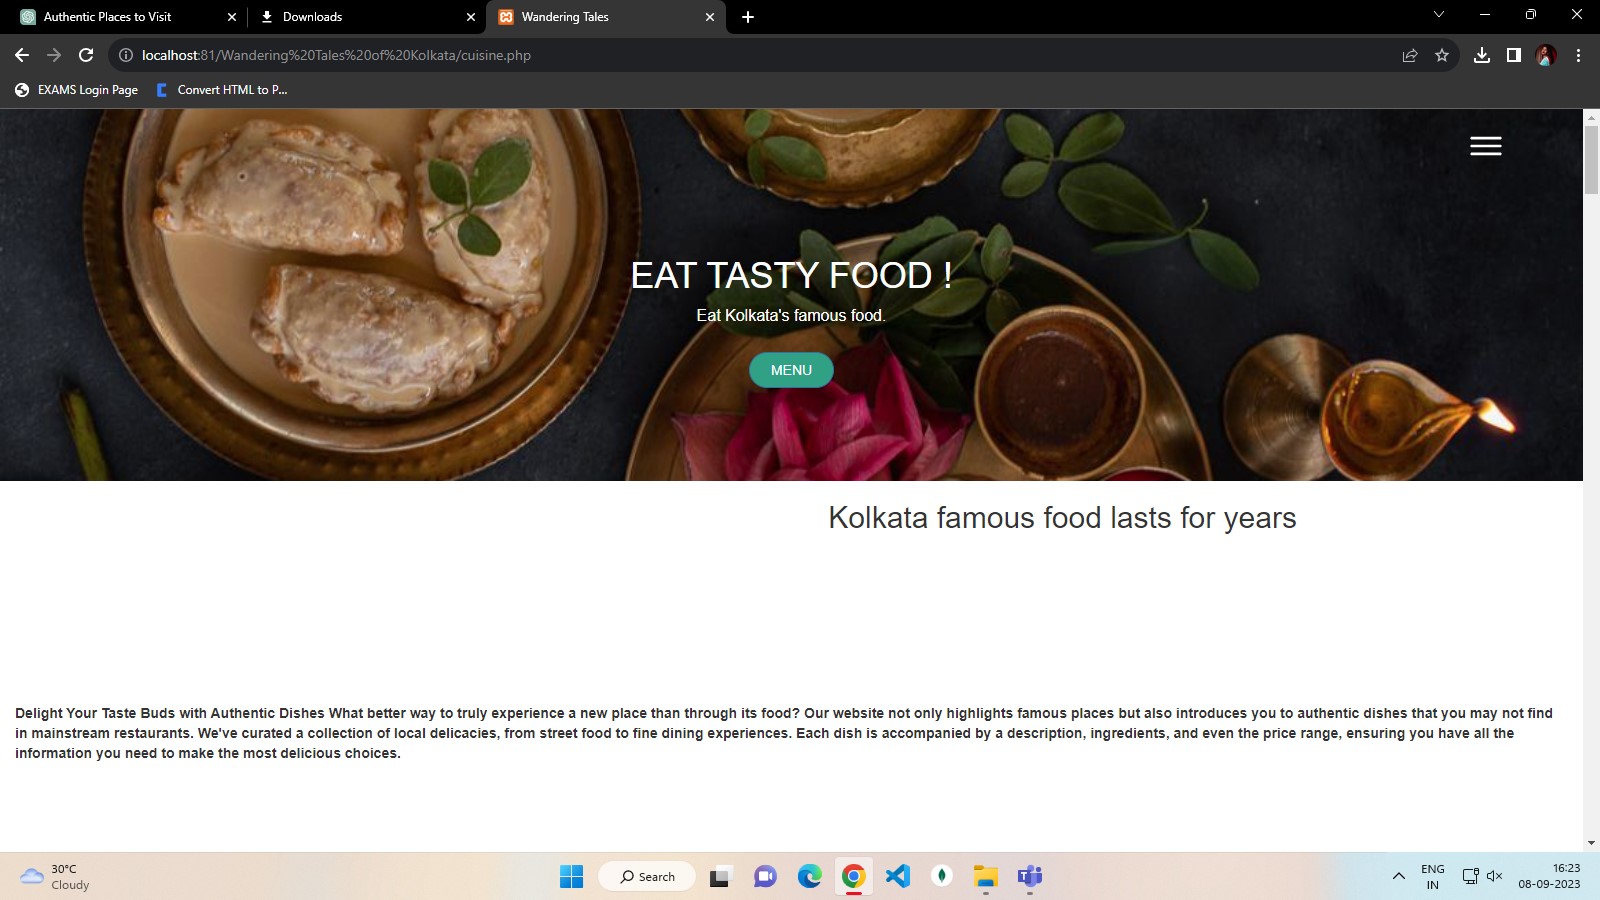 Authentic Places to Visit
Downloads
Wandering Tales
localhost:81/Wandering%20Tales%20of%20Kolkata/cuisine.php
EXAMS Login Page
Convert HTML to P...
EAT TASTY FOOD !
Eat Kolkata's famous food.
MENU
Kolkata famous food lasts for years
Delight Your Taste Buds with Authentic Dishes What better way to truly experience a new place than through its food? Our website not only highlights famous places but also introduces you to authentic dishes that you may not find
in mainstream restaurants. We've curated a collection of local delicacies, from street food to fine dining experiences. Each dish is accompanied by a description, ingredients, and even the price range, ensuring you have all the
information you need to make the most delicious choices.
30°C
Cloudy
Search
ENG
IN
16:23
08-09-2023